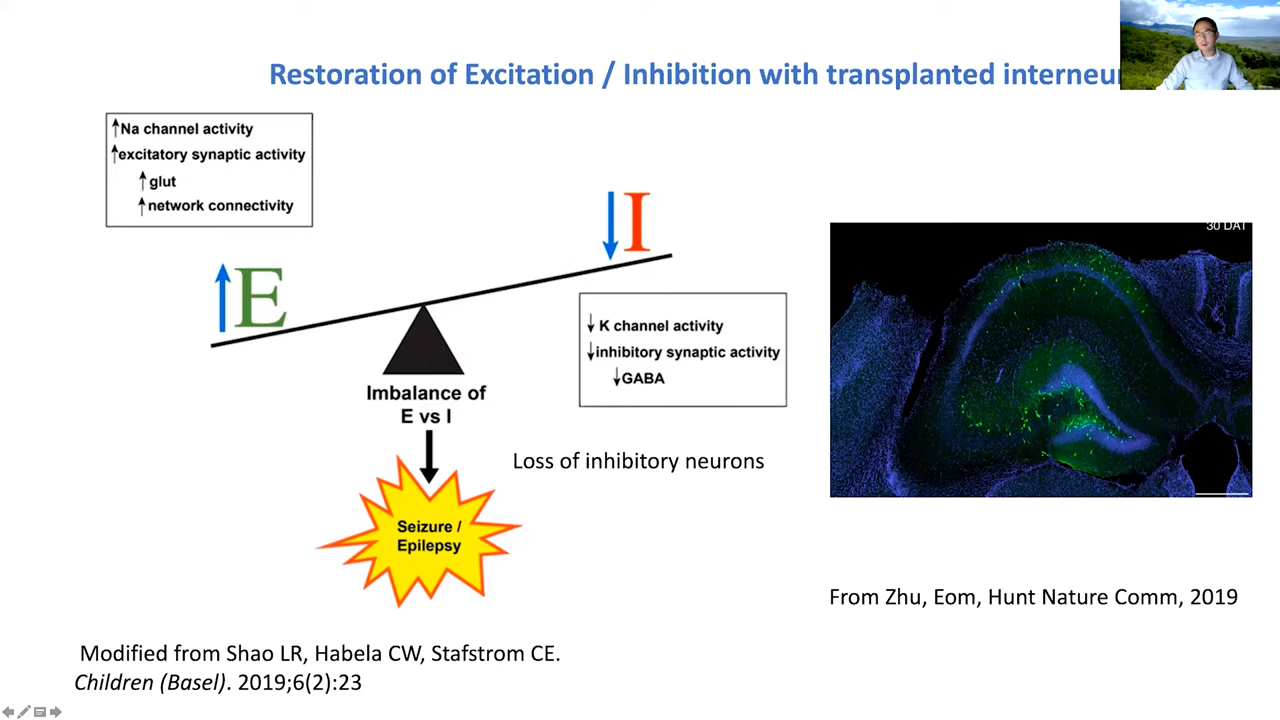 Restoration of Excitation / Inhibition with transplanted
↑Na channel activity
↑excitatory synaptic activity
↑glut
↑network connectivity
↑E
↓I
↓ K channel activity
↓inhibitory synaptic activity
↓GABA
Imbalance of
E vs I
Loss of inhibitory neurons
Seizure /
Epilepsy
30 DAT
From Zhu, Eom, Hunt Nature Comm, 2019
Modified from Shao LR, Habela CW, Stafstrom CE.
Children (Basel). 2019;6(2):23